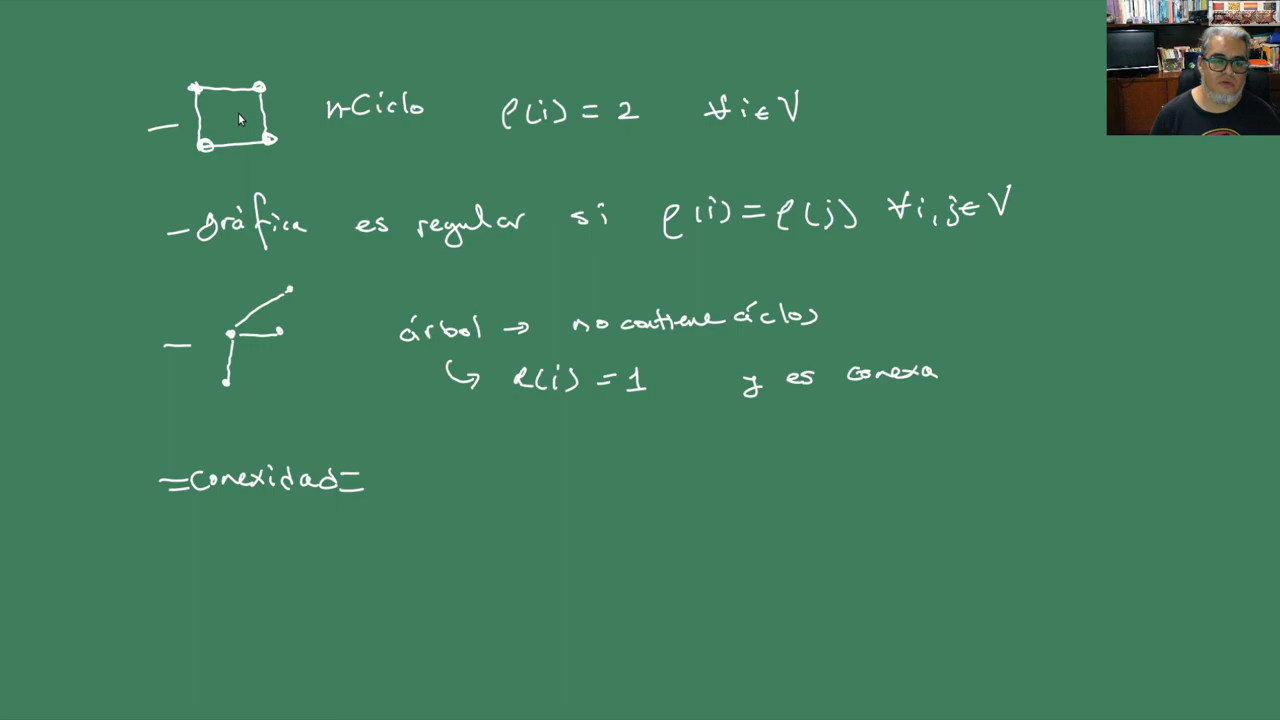 — n-Ciclo ρ(i) = 2 ∀ i ∈ V
— gráfica es regular si ρ(i) = ρ(j) ∀ i, j ∈ V
— árbol → no contiene ciclos
↳ ρ(i) = 1 y es conexa
= Conexidad =